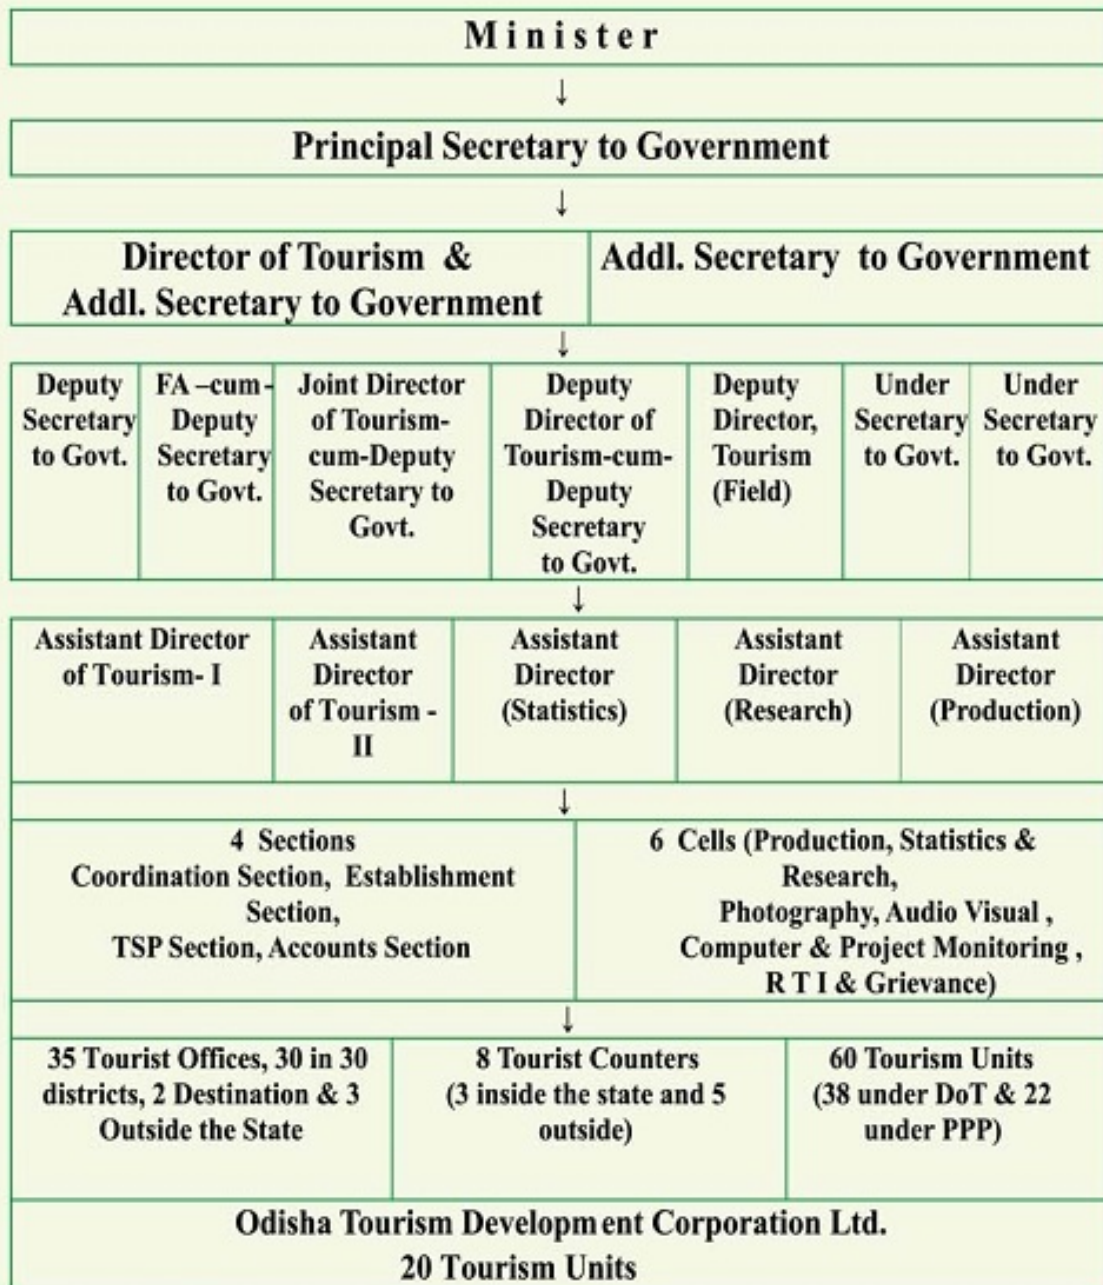 Minister
↓
Principal Secretary to Government
↓
Director of Tourism &
Addl. Secretary to Government
Addl. Secretary to Government
↓
Deputy
Secretary
to Govt.
FA –cum-
Deputy
Secretary
to Govt.
Joint Director
of Tourism-
cum-Deputy
Secretary to
Govt.
Deputy
Director of
Tourism-cum-
Deputy
Secretary
to Govt.
Deputy
Director,
Tourism
(Field)
Under
Secretary
to Govt.
Under
Secretary
to Govt.
↓
Assistant Director
of Tourism- I
Assistant
Director
of Tourism -
II
Assistant
Director
(Statistics)
Assistant
Director
(Research)
Assistant
Director
(Production)
↓
4 Sections
Coordination Section, Establishment
Section,
TSP Section, Accounts Section
6 Cells (Production, Statistics &
Research,
Photography, Audio Visual ,
Computer & Project Monitoring ,
R T I & Grievance)
↓
35 Tourist Offices, 30 in 30
districts, 2 Destination & 3
Outside the State
8 Tourist Counters
(3 inside the state and 5
outside)
60 Tourism Units
(38 under DoT & 22
under PPP)
Odisha Tourism Development Corporation Ltd.
20 Tourism Units